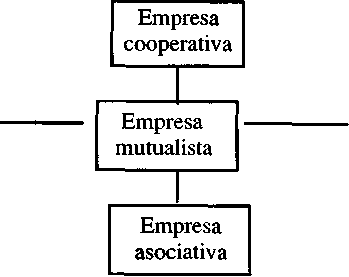 Empresa
cooperativa
Empresa
mutualista
Empresa
asociativa